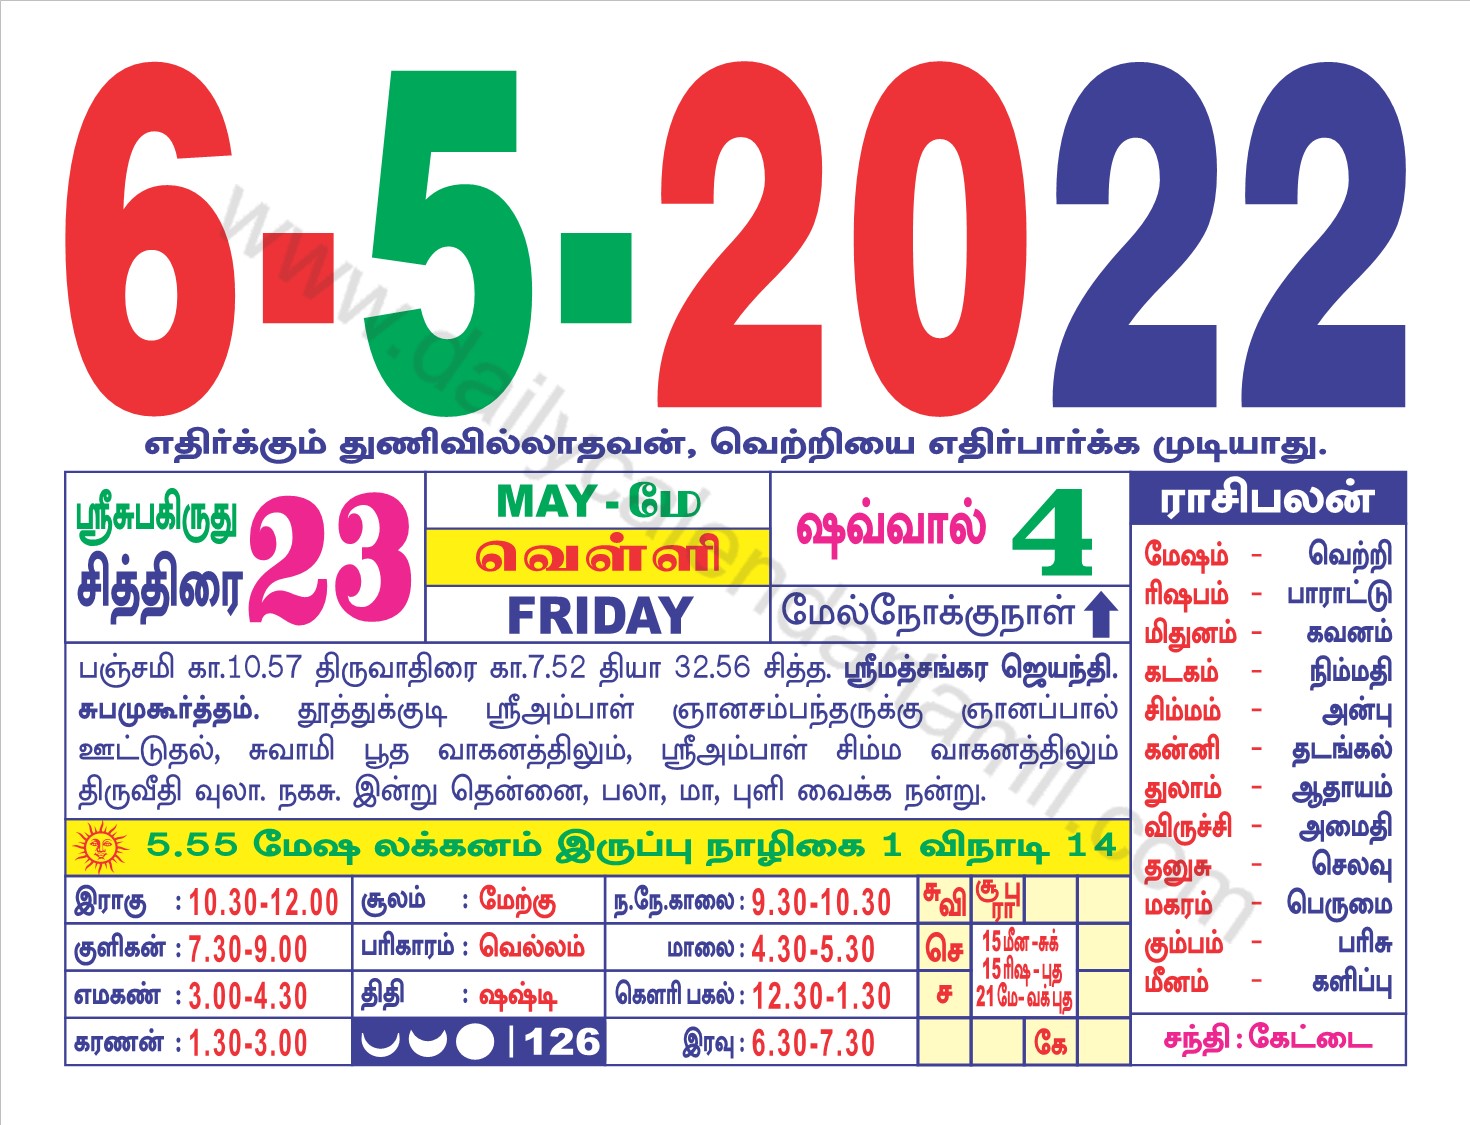 6-5-2022
எதிர்க்கும் துணிவில்லாதவன், வெற்றியை எதிர்பார்க்க முடியாது.
ஸ்ரீசுபகிருது
சித்திரை 23
MAY - மே
வெள்ளி
FRIDAY
ஷவ்வால் 4
மேல்நோக்குநாள்
பஞ்சமி கா.10.57 திருவாதிரை கா.7.52 தியா 32.56 சித்த. ஸ்ரீமத்சங்கர ஜெயந்தி.
சுபமுகூர்த்தம். தூத்துக்குடி ஸ்ரீஅம்பாள் ஞானசம்பந்தருக்கு ஞானப்பால்
ஊட்டுதல், சுவாமி பூத வாகனத்திலும், ஸ்ரீஅம்பாள் சிம்ம வாகனத்திலும்
திருவீதி வுலா. நகசு. இன்று தென்னை, பலா, மா, புளி வைக்க நன்று.
5.55 மேஷ லக்கனம் இருப்பு நாழிகை 1 விநாடி 14
இராகு : 10.30-12.00
குளிகன் : 7.30-9.00
எமகண் : 3.00-4.30
கரணன் : 1.30-3.00
சூலம் : மேற்கு
பரிகாரம் : வெல்லம்
திதி : ஷஷ்டி
| 126
ந.நே.காலை : 9.30-10.30
மாலை : 4.30-5.30
கௌரி பகல் : 12.30-1.30
இரவு : 6.30-7.30
சு வி
சூ பு ரா
செ
ச
15 மீன - சுக்
15 ரிஷ - புத
21 மே - வக் புத
கே
ராசிபலன்
மேஷம் - வெற்றி
ரிஷபம் - பாராட்டு
மிதுனம் - கவனம்
கடகம் - நிம்மதி
சிம்மம் - அன்பு
கன்னி - தடங்கல்
துலாம் - ஆதாயம்
விருச்சி - அமைதி
தனுசு - செலவு
மகரம் - பெருமை
கும்பம் - பரிசு
மீனம் - களிப்பு
சந்தி : கேட்டை
www.dailycalendartamil.com